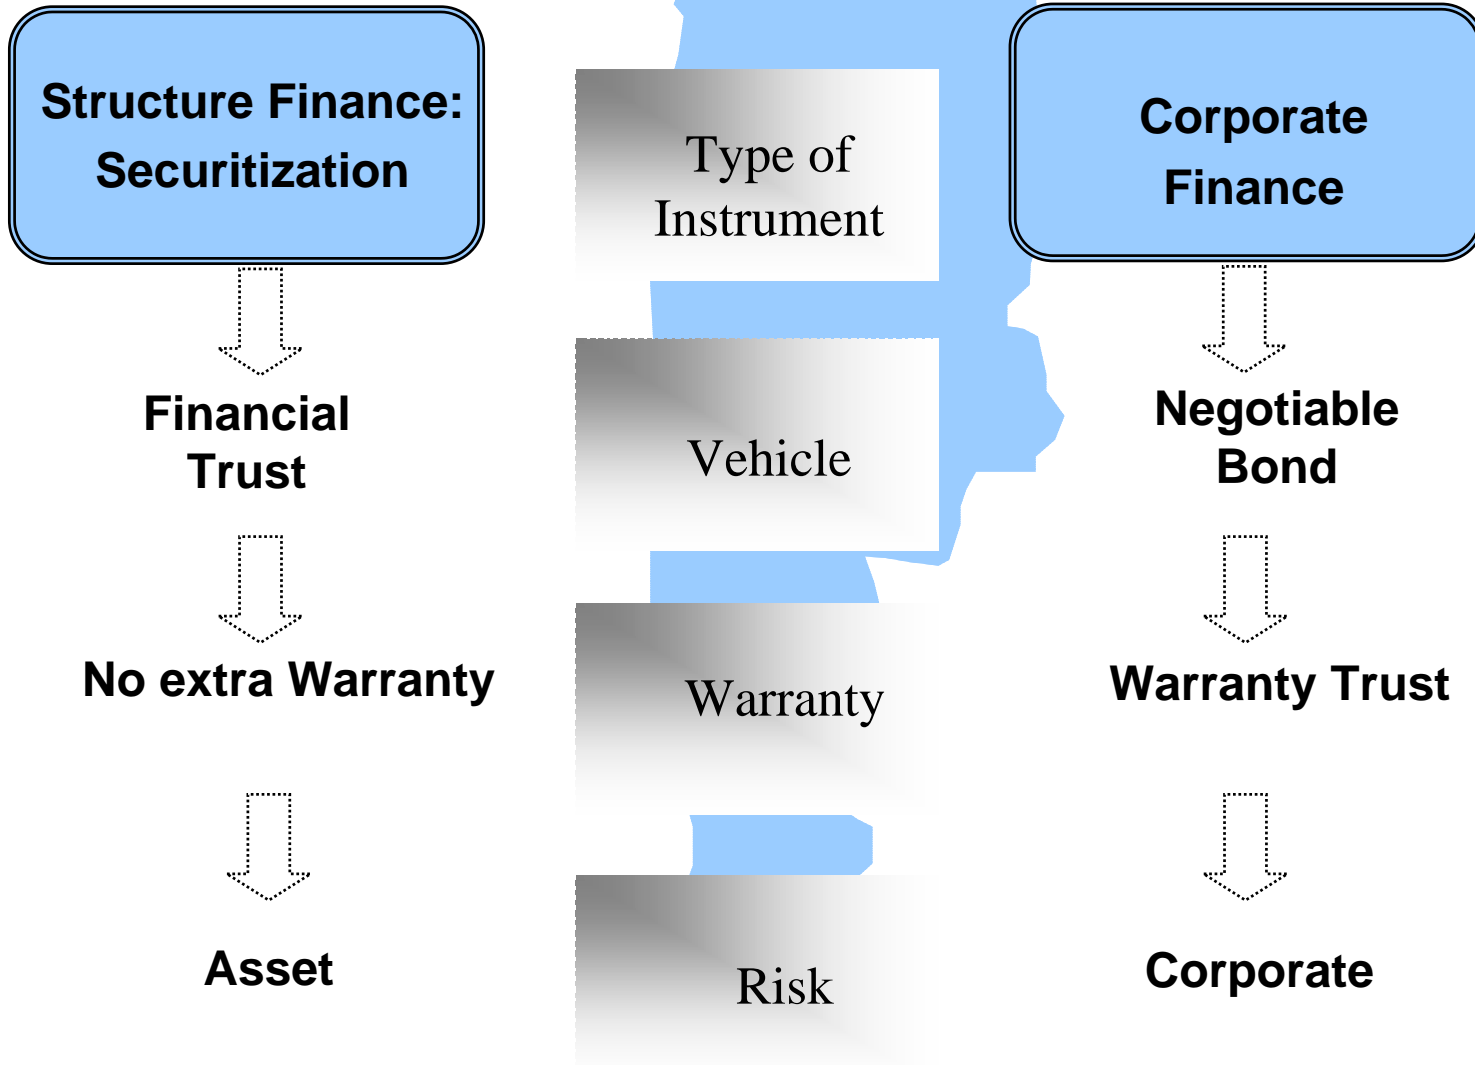 Structure Finance:
Securitization
Type of
Instrument
Corporate
Finance
Financial
Trust
Vehicle
Negotiable
Bond
No extra Warranty
Warranty
Warranty Trust
Asset
Risk
Corporate